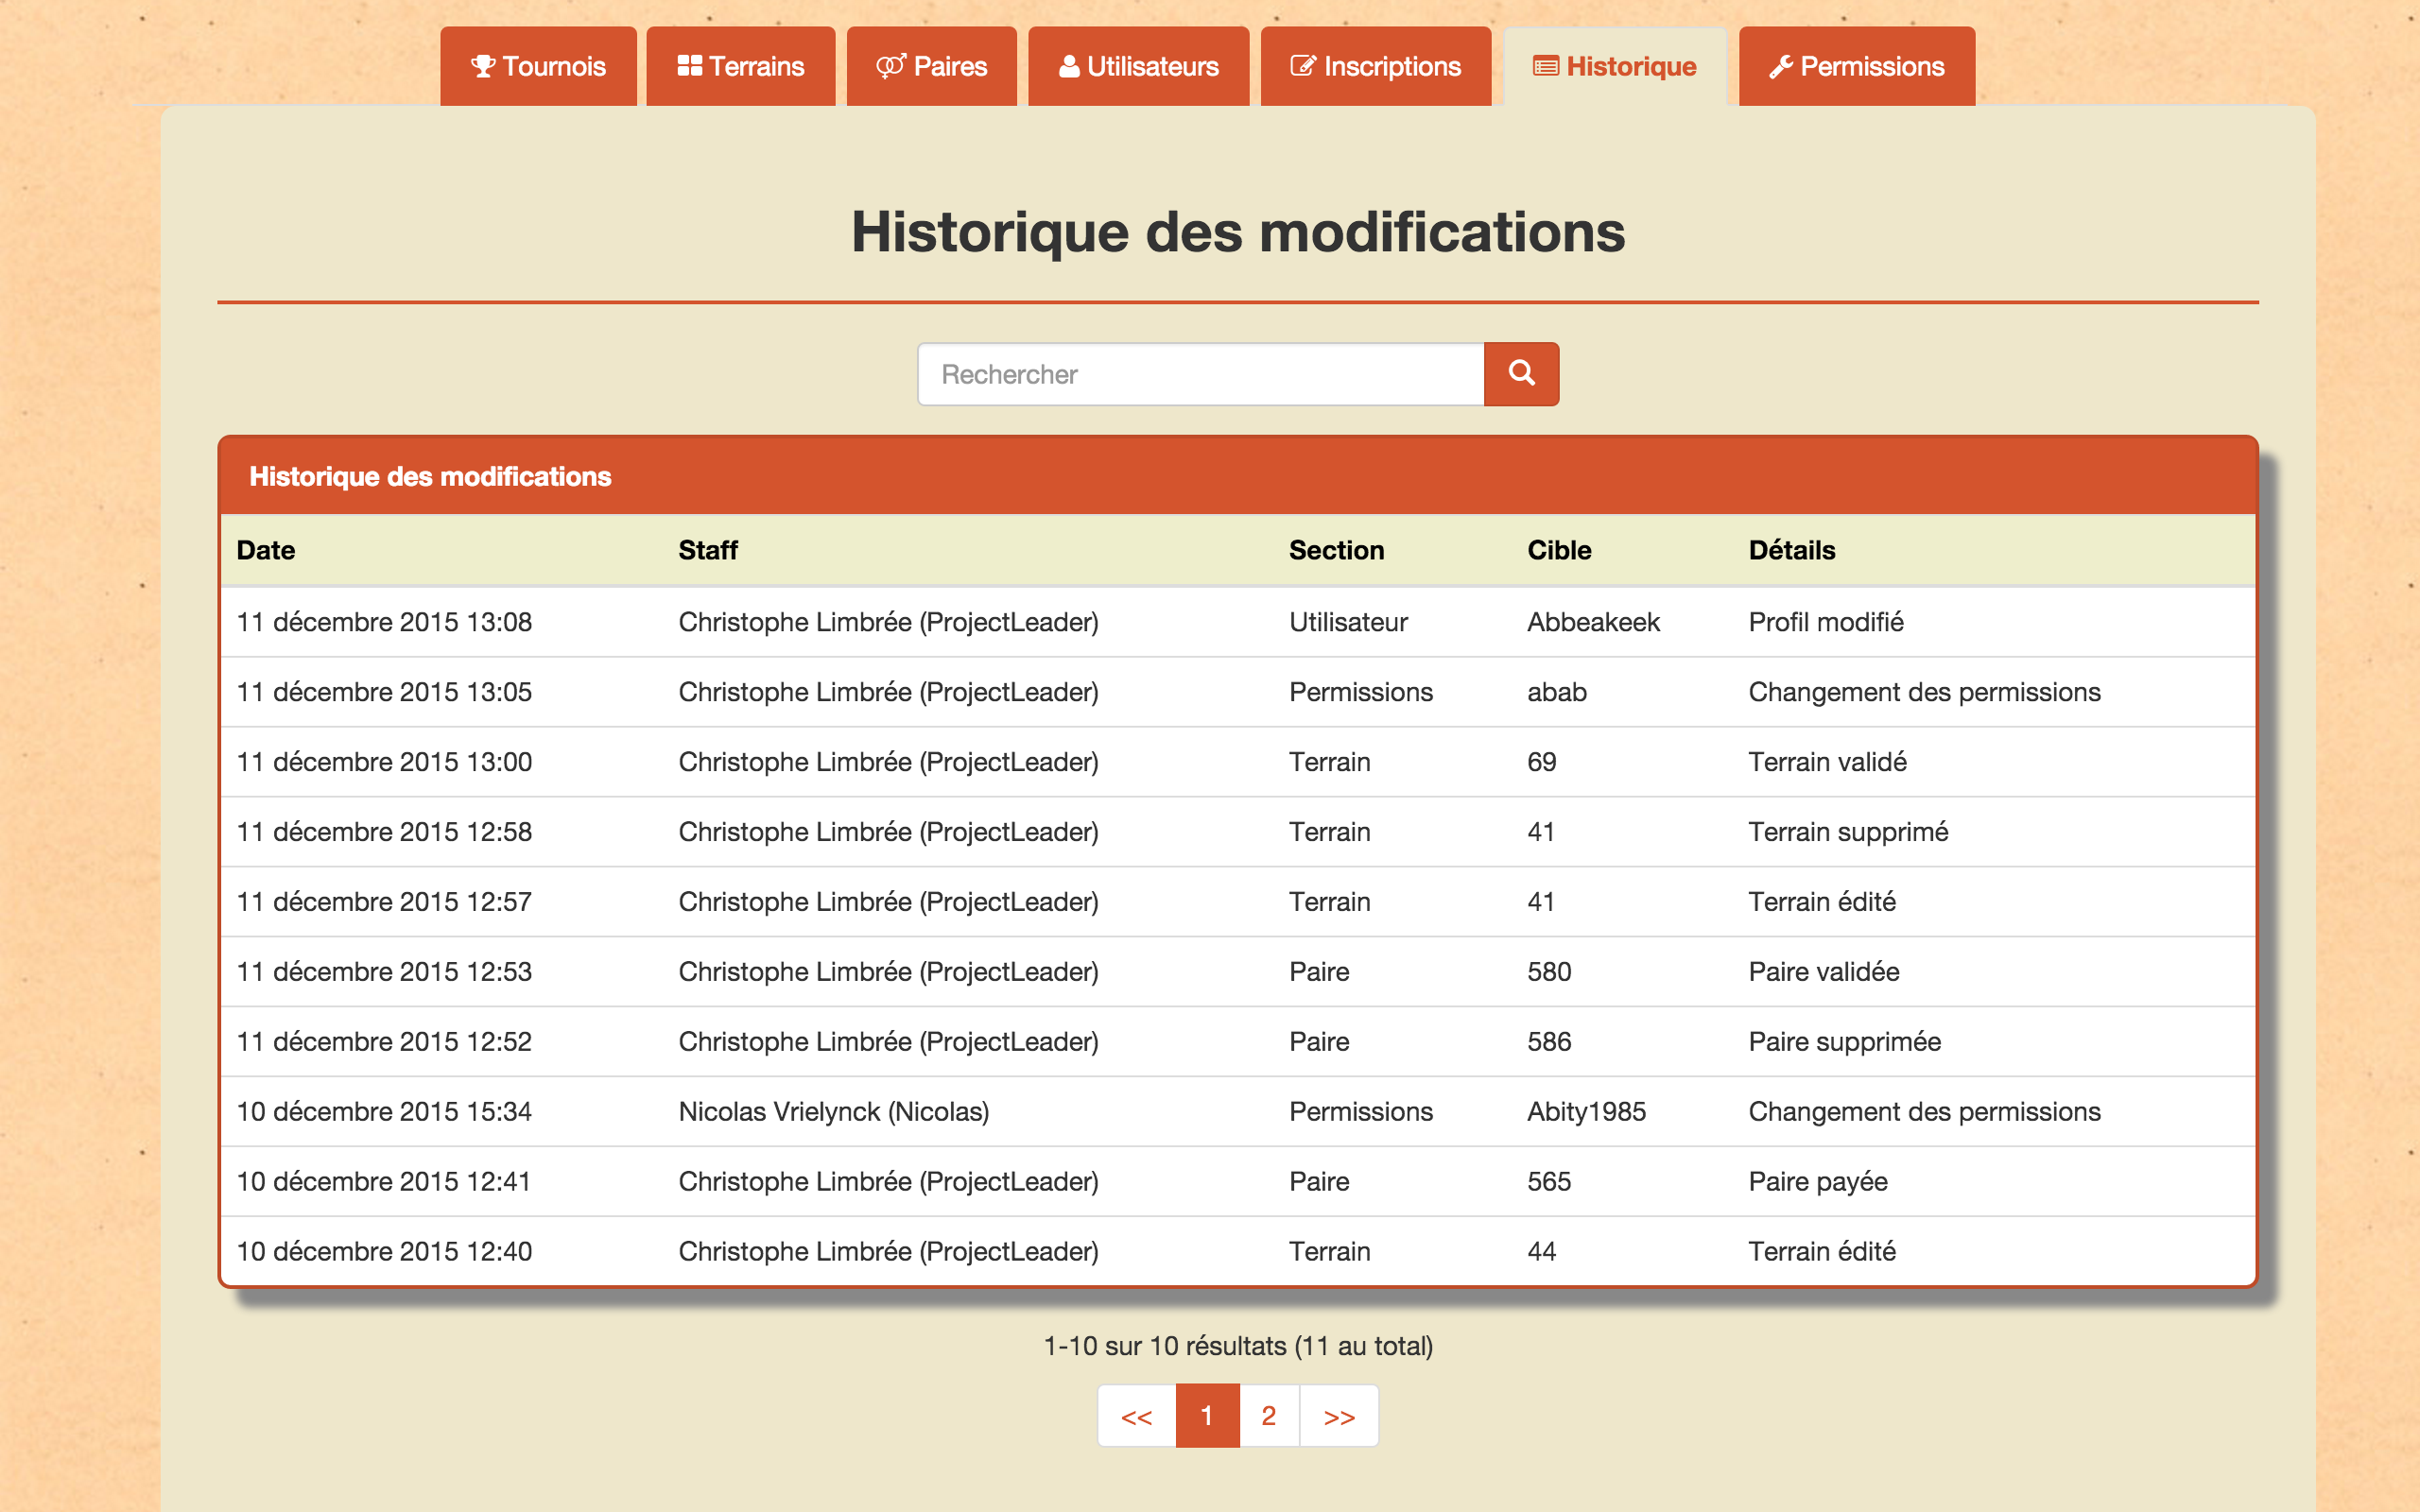 Tournois Terrains Paires Utilisateurs Inscriptions Historique Permissions
Historique des modifications
Rechercher
Historique des modifications
Date Staff Section Cible Détails
11 décembre 2015 13:08 Christophe Limbrée (ProjectLeader) Utilisateur Abbeakeek Profil modifié
11 décembre 2015 13:05 Christophe Limbrée (ProjectLeader) Permissions abab Changement des permissions
11 décembre 2015 13:00 Christophe Limbrée (ProjectLeader) Terrain 69 Terrain validé
11 décembre 2015 12:58 Christophe Limbrée (ProjectLeader) Terrain 41 Terrain supprimé
11 décembre 2015 12:57 Christophe Limbrée (ProjectLeader) Terrain 41 Terrain édité
11 décembre 2015 12:53 Christophe Limbrée (ProjectLeader) Paire 580 Paire validée
11 décembre 2015 12:52 Christophe Limbrée (ProjectLeader) Paire 586 Paire supprimée
10 décembre 2015 15:34 Nicolas Vrielynck (Nicolas) Permissions Abity1985 Changement des permissions
10 décembre 2015 12:41 Christophe Limbrée (ProjectLeader) Paire 565 Paire payée
10 décembre 2015 12:40 Christophe Limbrée (ProjectLeader) Terrain 44 Terrain édité
1-10 sur 10 résultats (11 au total)
<< 1 2 >>